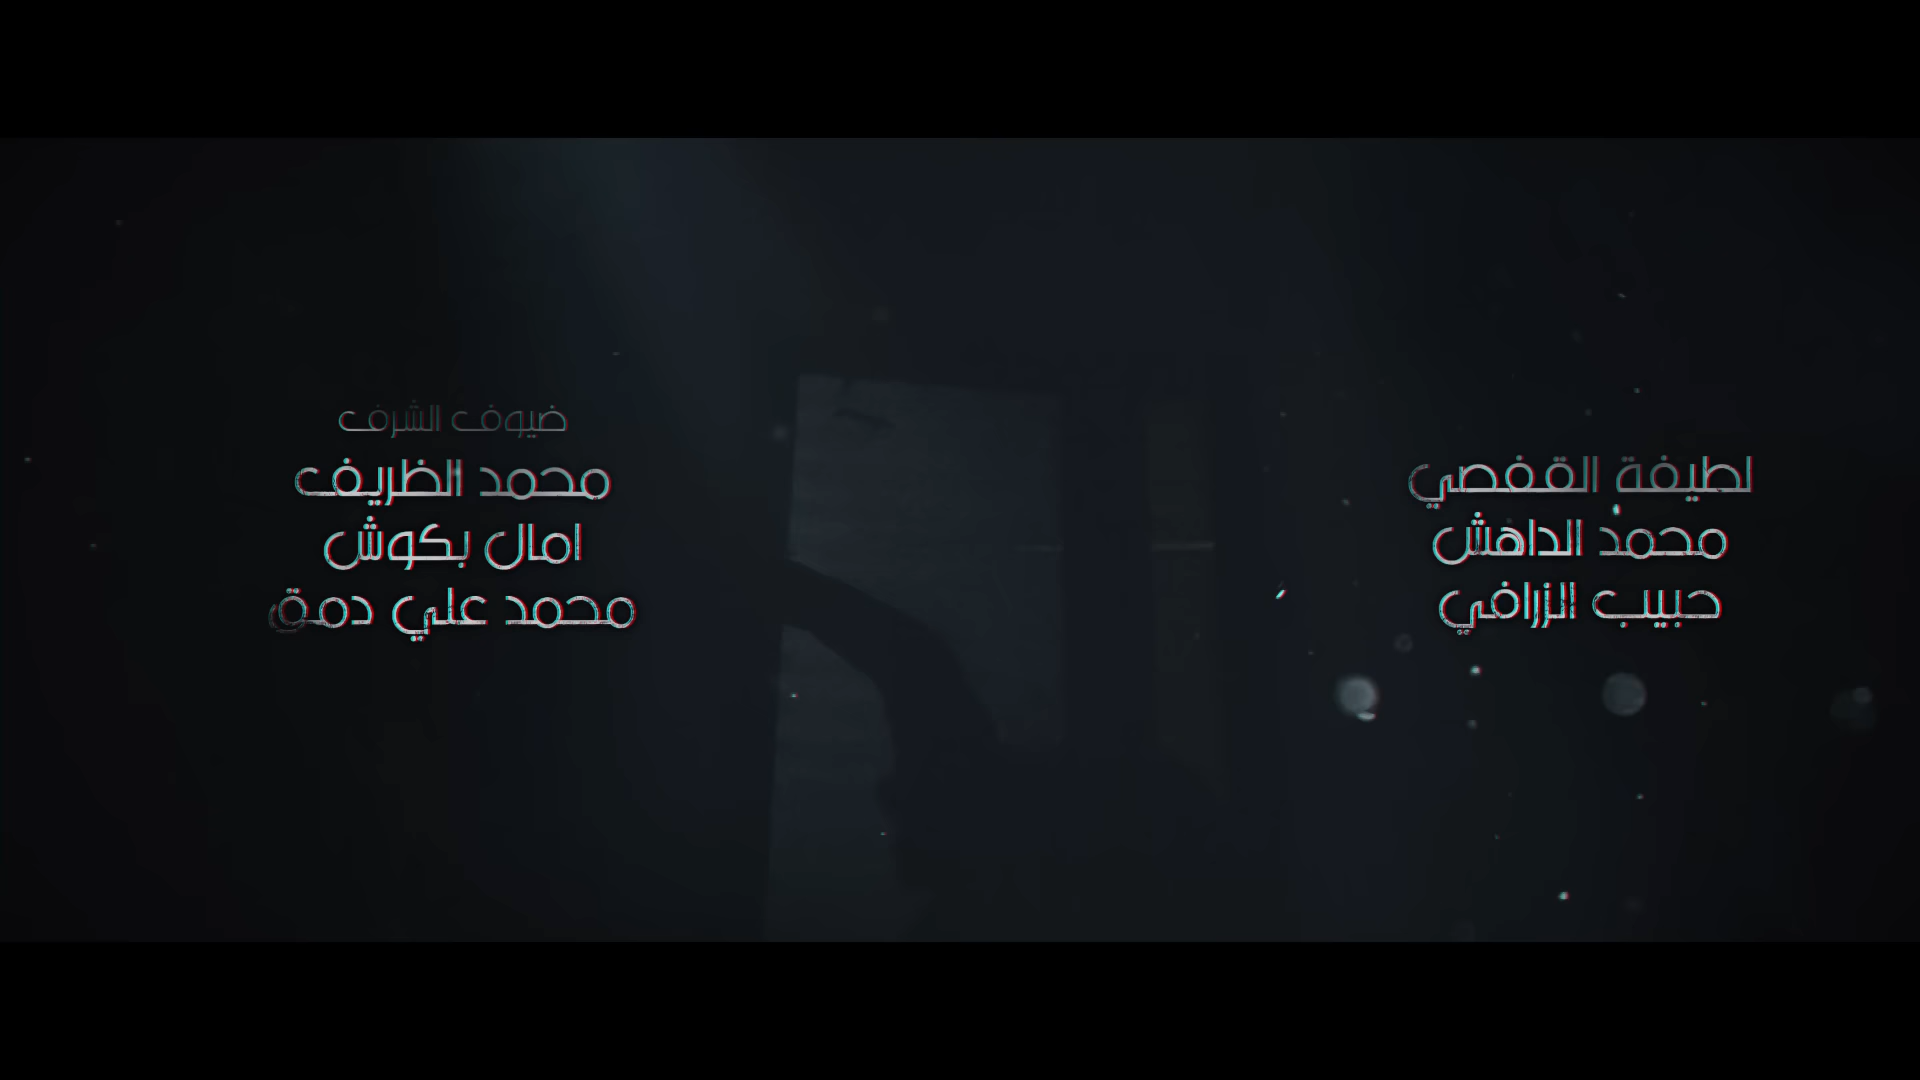 لطيفة القفصي
محمد الداهش
حبيب الزرافي
ضيوف الشرف
محمد الظريف
امال بكوش
محمد علي دمق